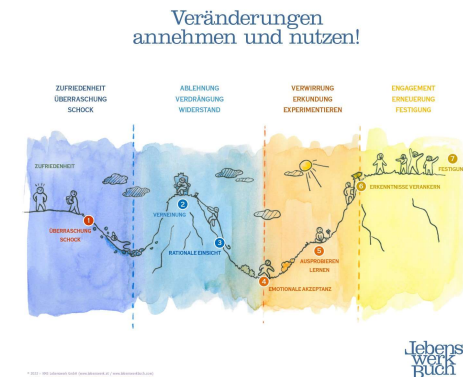 Veränderungen
annehmen und nutzen!
ZUFRIEDENHEIT
ÜBERRASCHUNG
SCHOCK
ABLEHNUNG
VERDRÄNGUNG
WIDERSTAND
VERWIRRUNG
ERKUNDUNG
EXPERIMENTIEREN
ENGAGEMENT
ERNEUERUNG
FESTIGUNG
ZUFRIEDENHEIT
1
ÜBERRASCHUNG
SCHOCK
2
VERNEINUNG
3
RATIONALE EINSICHT
4
EMOTIONALE AKZEPTANZ
5
AUSPROBIEREN
LERNEN
6
ERKENNTNISSE VERANKERN
7
FESTIGUN
Lebens
werk
Buch